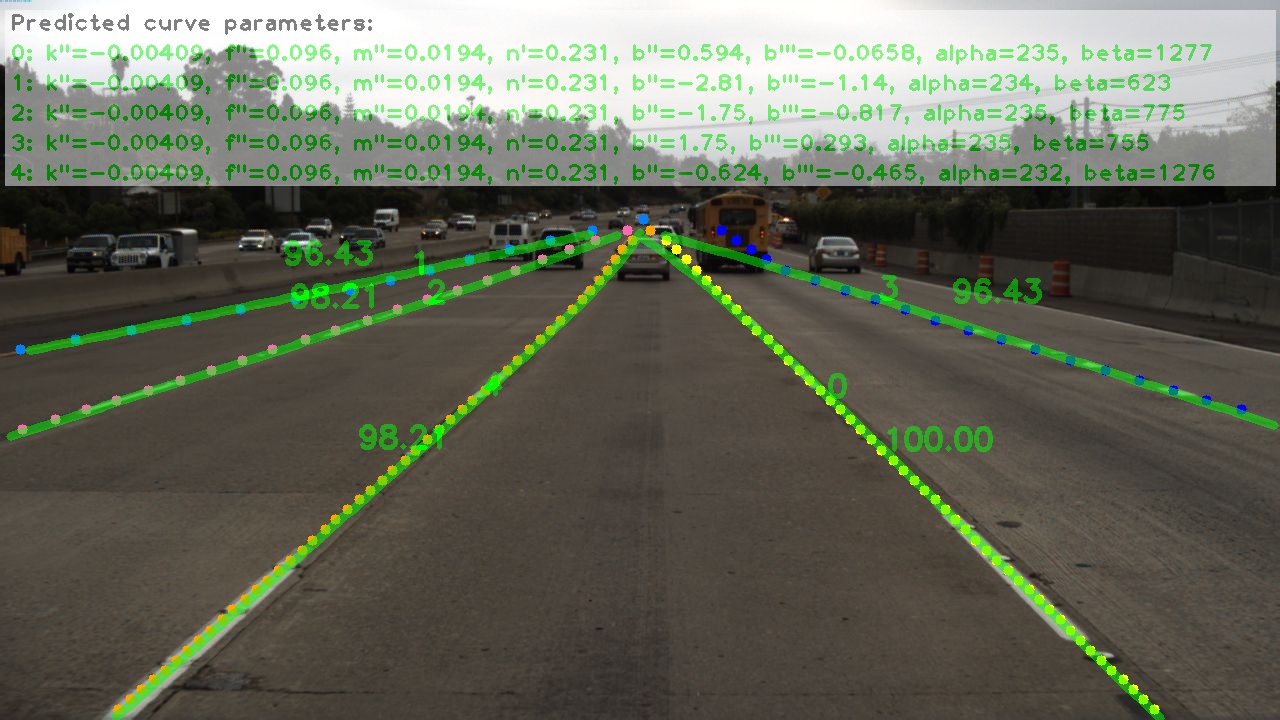 Predicted curve parameters:
0: k''=-0.00409, f''=0.096, m''=0.0194, n'=0.231, b''=0.594, b'''=-0.0658, alpha=235, beta=1277
1: k''=-0.00409, f''=0.096, m''=0.0194, n'=0.231, b''=-2.81, b'''=-1.14, alpha=234, beta=623
2: k''=-0.00409, f''=0.096, m''=0.0194, n'=0.231, b''=-1.75, b'''=-0.817, alpha=235, beta=775
3: k''=-0.00409, f''=0.096, m''=0.0194, n'=0.231, b''=1.75, b'''=0.293, alpha=235, beta=755
4: k''=-0.00409, f''=0.096, m''=0.0194, n'=0.231, b''=-0.624, b'''=-0.465, alpha=232, beta=1276
96.43 1
98.21 2 3 96.43
4 0
98.21 100.00